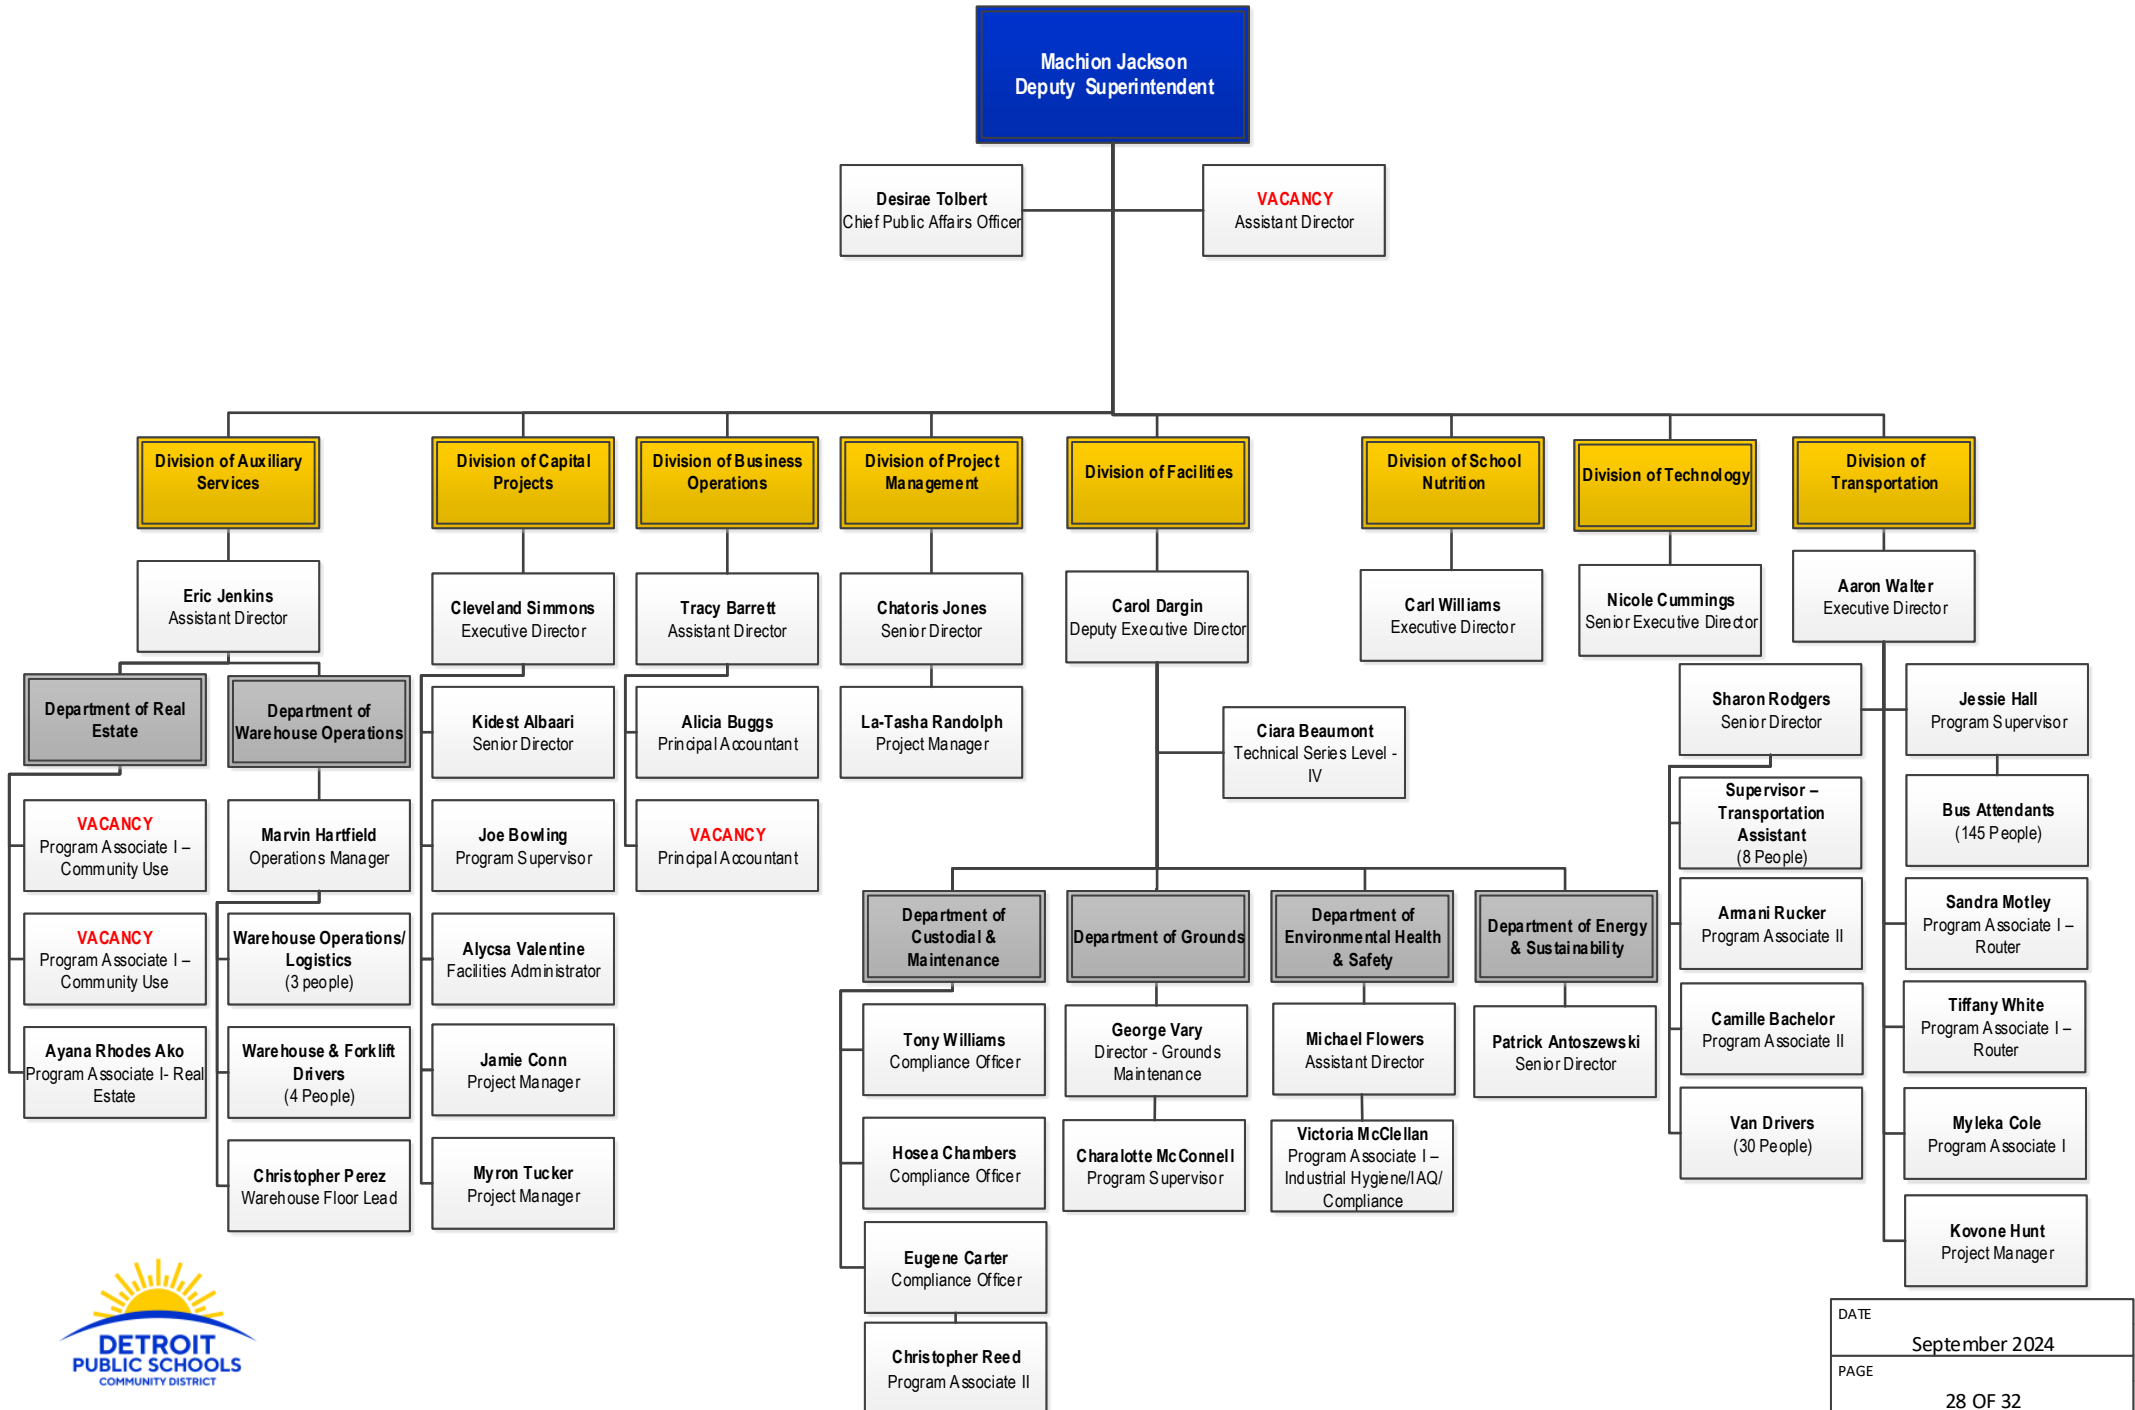 Machion Jackson
Deputy Superintendent
Desirae Tolbert
Chief Public Affairs Officer
VACANCY
Assistant Director
Division of Auxiliary
Services
Division of Capital
Projects
Division of Business
Operations
Division of Project
Management
Division of Facilities
Division of School
Nutrition
Division of Technology
Division of
Transportation
Eric Jenkins
Assistant Director
Cleveland Simmons
Executive Director
Tracy Barrett
Assistant Director
Chatoris Jones
Senior Director
Carol Dargin
Deputy Executive Director
Carl Williams
Executive Director
Nicole Cummings
Senior Executive Director
Aaron Walter
Executive Director
Department of Real
Estate
Department of
Warehouse Operations
Kidest Albaari
Senior Director
Alicia Buggs
Principal Accountant
La-Tasha Randolph
Project Manager
Ciara Beaumont
Technical Series Level -
IV
Sharon Rodgers
Senior Director
Jessie Hall
Program Supervisor
VACANCY
Program Associate I –
Community Use
Marvin Hartfield
Operations Manager
Joe Bowling
Program Supervisor
VACANCY
Principal Accountant
Supervisor –
Transportation
Assistant
(8 People)
Bus Attendants
(145 People)
VACANCY
Program Associate I –
Community Use
Warehouse Operations/
Logistics
(3 people)
Alycsa Valentine
Facilities Administrator
Department of
Custodial &
Maintenance
Department of Grounds
Department of
Environmental Health
& Safety
Department of Energy
& Sustainability
Armani Rucker
Program Associate II
Sandra Motley
Program Associate I –
Router
Ayana Rhodes Ako
Program Associate I- Real
Estate
Warehouse & Forklift
Drivers
(4 People)
Jamie Conn
Project Manager
Tony Williams
Compliance Officer
George Vary
Director - Grounds
Maintenance
Michael Flowers
Assistant Director
Patrick Antoszewski
Senior Director
Camille Bachelor
Program Associate II
Tiffany White
Program Associate I –
Router
Christopher Perez
Warehouse Floor Lead
Myron Tucker
Project Manager
Hosea Chambers
Compliance Officer
Charalotte McConnell
Program Supervisor
Victoria McClellan
Program Associate I –
Industrial Hygiene/IAQ/
Compliance
Van Drivers
(30 People)
Myleka Cole
Program Associate I
Eugene Carter
Compliance Officer
Kovone Hunt
Project Manager
Christopher Reed
Program Associate II
DETROIT
PUBLIC SCHOOLS
COMMUNITY DISTRICT
DATE
September 2024
PAGE
28 OF 32